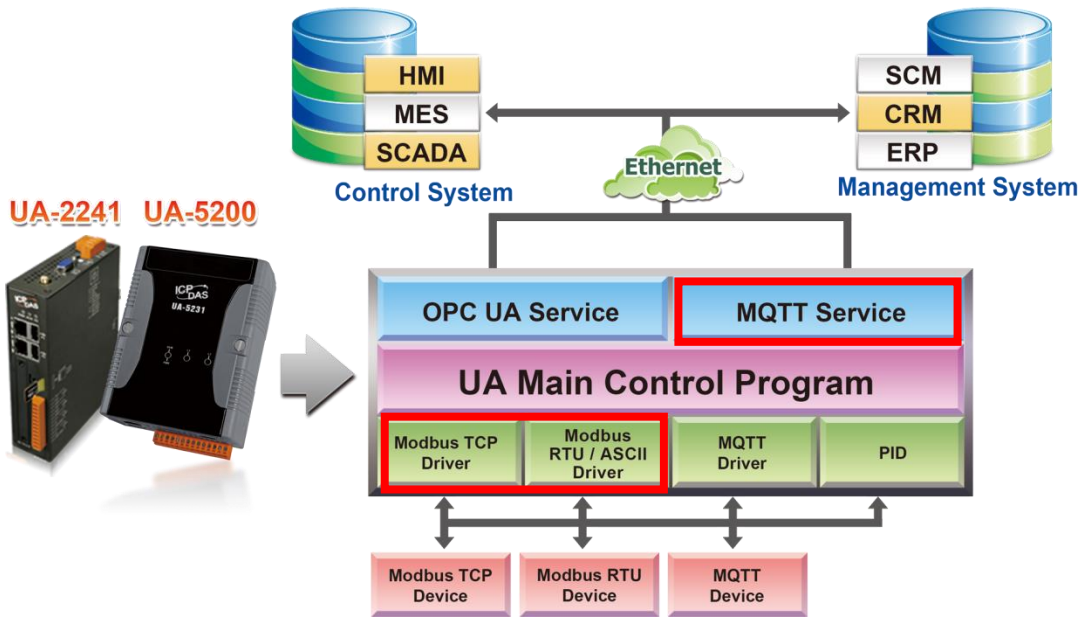 HMI
MES
SCADA
Control System
SCM
CRM
ERP
Management System
Ethernet
UA-2241 UA-5200
ICP DAS
ICP DAS
UA-5231
OPC UA Service
MQTT Service
UA Main Control Program
Modbus TCP
Driver
Modbus
RTU / ASCII
Driver
MQTT
Driver
PID
Modbus TCP
Device
Modbus RTU
Device
MQTT
Device